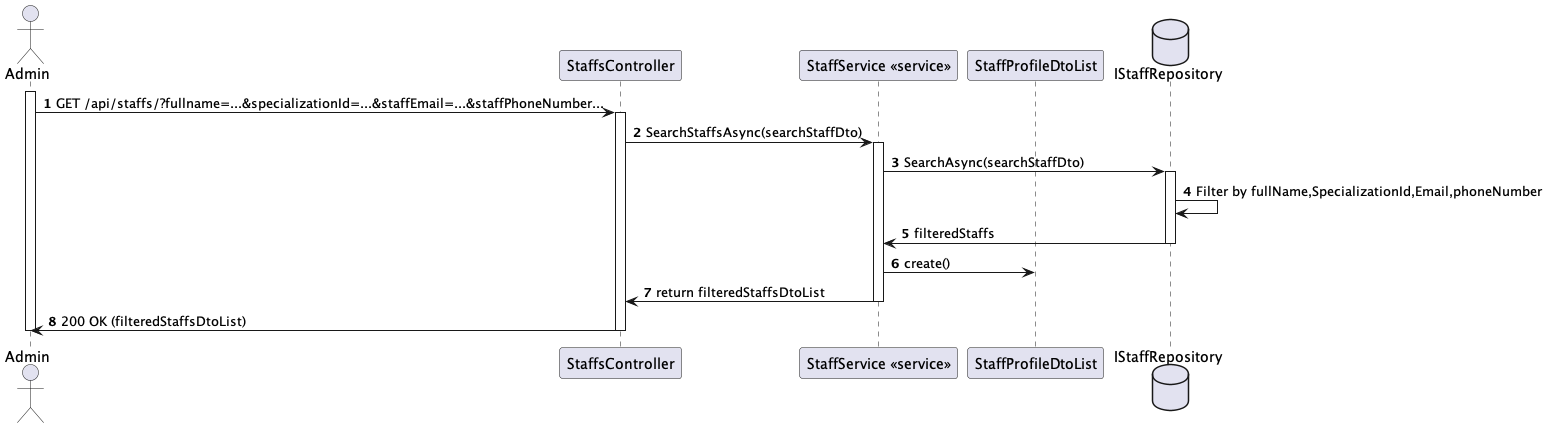 Admin
StaffsController
StaffService «service»
StaffProfileDtoList
IStaffRepository
1 GET /api/staffs/?fullname=...&specializationId=...&staffEmail=...&staffPhoneNumber...
2 SearchStaffsAsync(searchStaffDto)
3 SearchAsync(searchStaffDto)
4 Filter by fullName,SpecializationId,Email,phoneNumber
5 filteredStaffs
6 create()
7 return filteredStaffsDtoList
8 200 OK (filteredStaffsDtoList)
Admin
StaffsController
StaffService «service»
StaffProfileDtoList
IStaffRepository